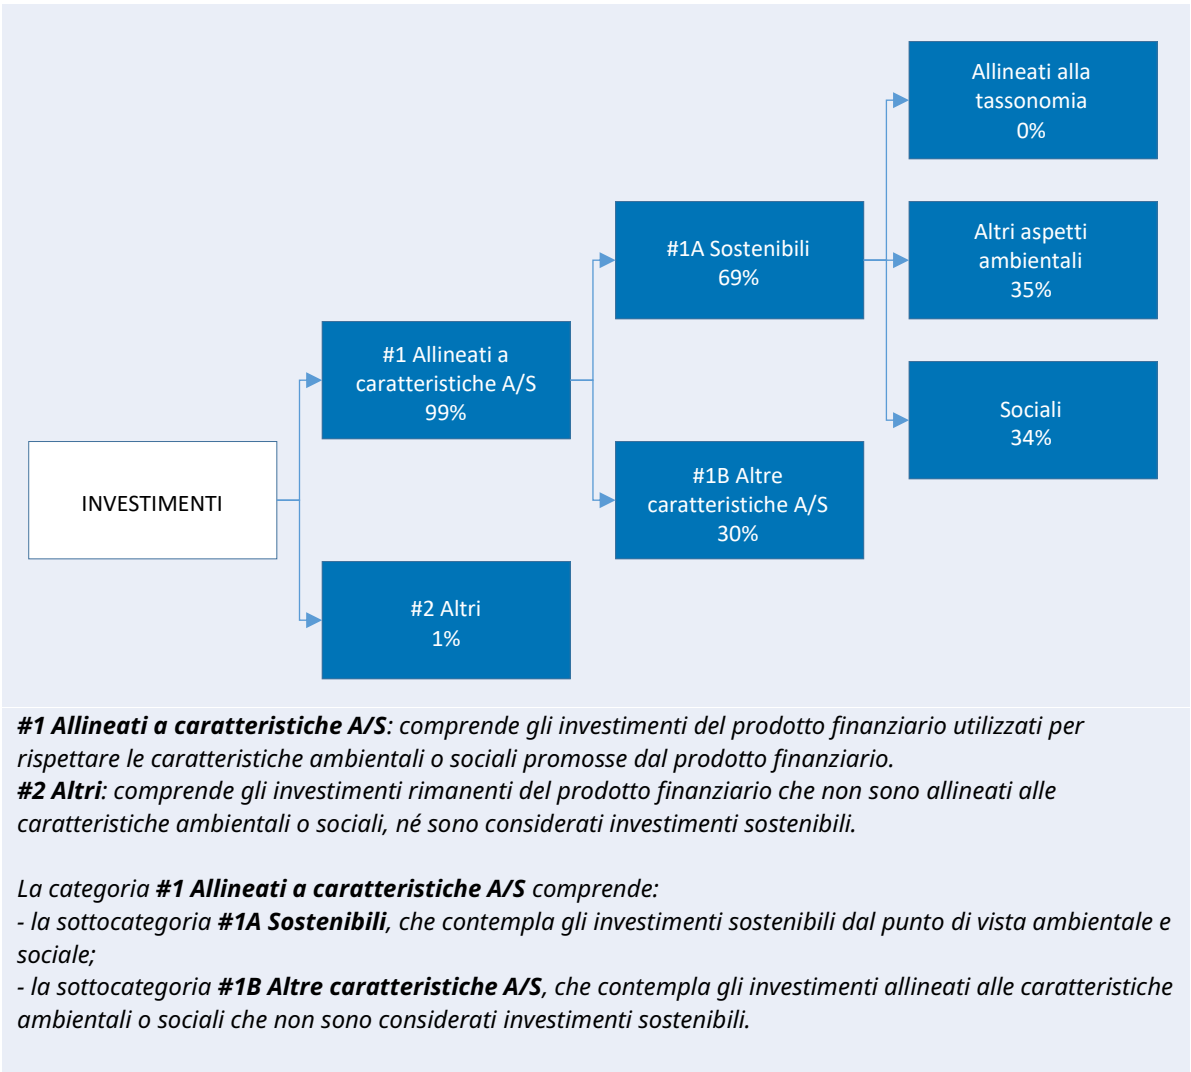 Allineati alla
tassonomia
0%
#1A Sostenibili
69%
Altri aspetti
ambientali
35%
#1 Allineati a
caratteristiche A/S
99%
Sociali
34%
INVESTIMENTI
#1B Altre
caratteristiche A/S
30%
#2 Altri
1%
#1 Allineati a caratteristiche A/S: comprende gli investimenti del prodotto finanziario utilizzati per
rispettare le caratteristiche ambientali o sociali promosse dal prodotto finanziario.
#2 Altri: comprende gli investimenti rimanenti del prodotto finanziario che non sono allineati alle
caratteristiche ambientali o sociali, né sono considerati investimenti sostenibili.
La categoria #1 Allineati a caratteristiche A/S comprende:
- la sottocategoria #1A Sostenibili, che contempla gli investimenti sostenibili dal punto di vista ambientale e
sociale;
- la sottocategoria #1B Altre caratteristiche A/S, che contempla gli investimenti allineati alle caratteristiche
ambientali o sociali che non sono considerati investimenti sostenibili.